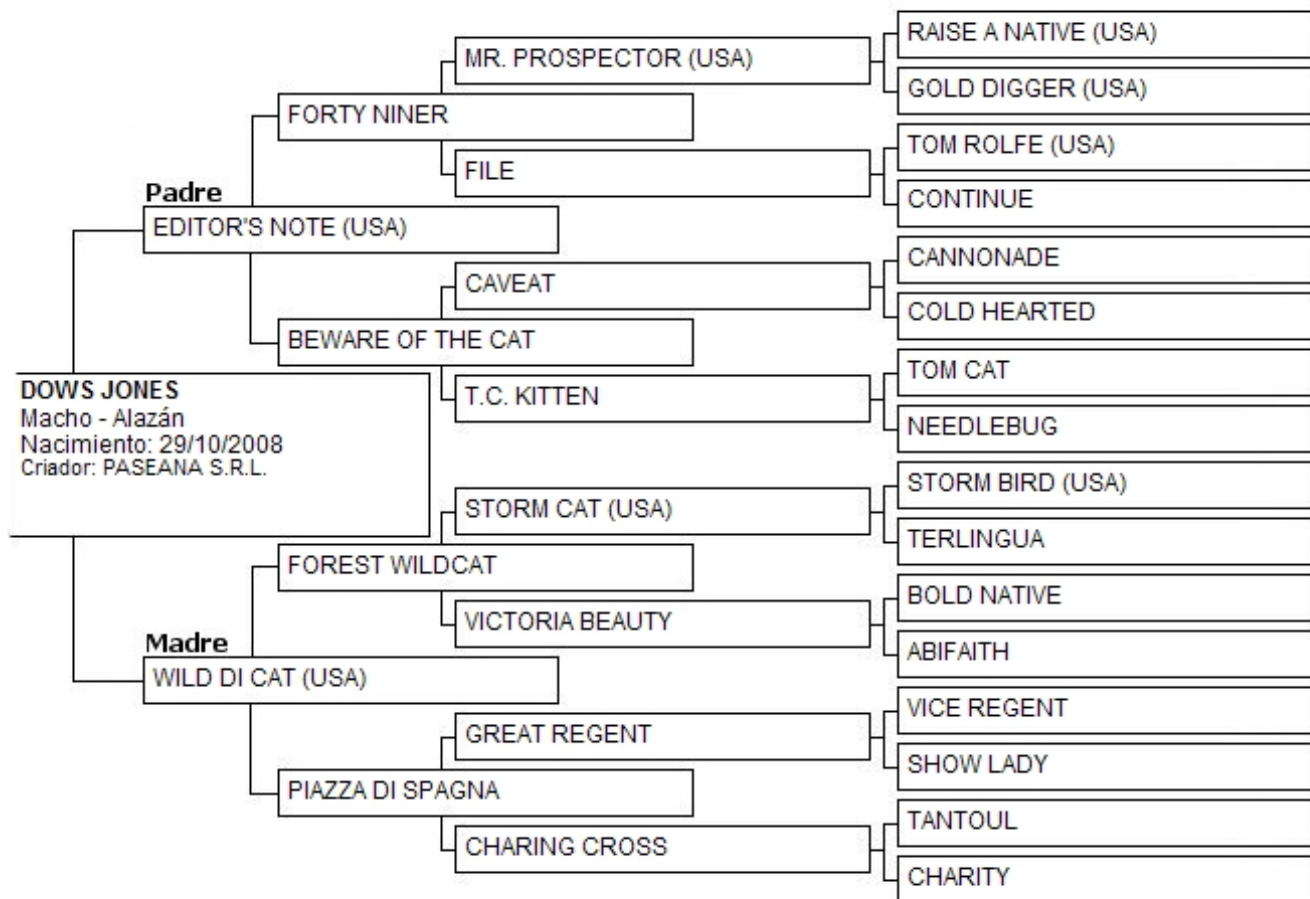 RAISE A NATIVE (USA)
MR. PROSPECTOR (USA)
GOLD DIGGER (USA)
FORTY NINER
TOM ROLFE (USA)
FILE
CONTINUE
Padre
EDITOR'S NOTE (USA)
CANNONADE
CAVEAT
COLD HEARTED
BEWARE OF THE CAT
TOM CAT
T.C. KITTEN
NEEDLEBUG
DOWS JONES
Macho - Alazán
Nacimiento: 29/10/2008
Criador: PASEANA S.R.L.
STORM BIRD (USA)
STORM CAT (USA)
TERLINGUA
FOREST WILDCAT
BOLD NATIVE
VICTORIA BEAUTY
ABIFAITH
Madre
WILD DI CAT (USA)
VICE REGENT
GREAT REGENT
SHOW LADY
PIAZZA DI SPAGNA
TANTOUL
CHARING CROSS
CHARITY